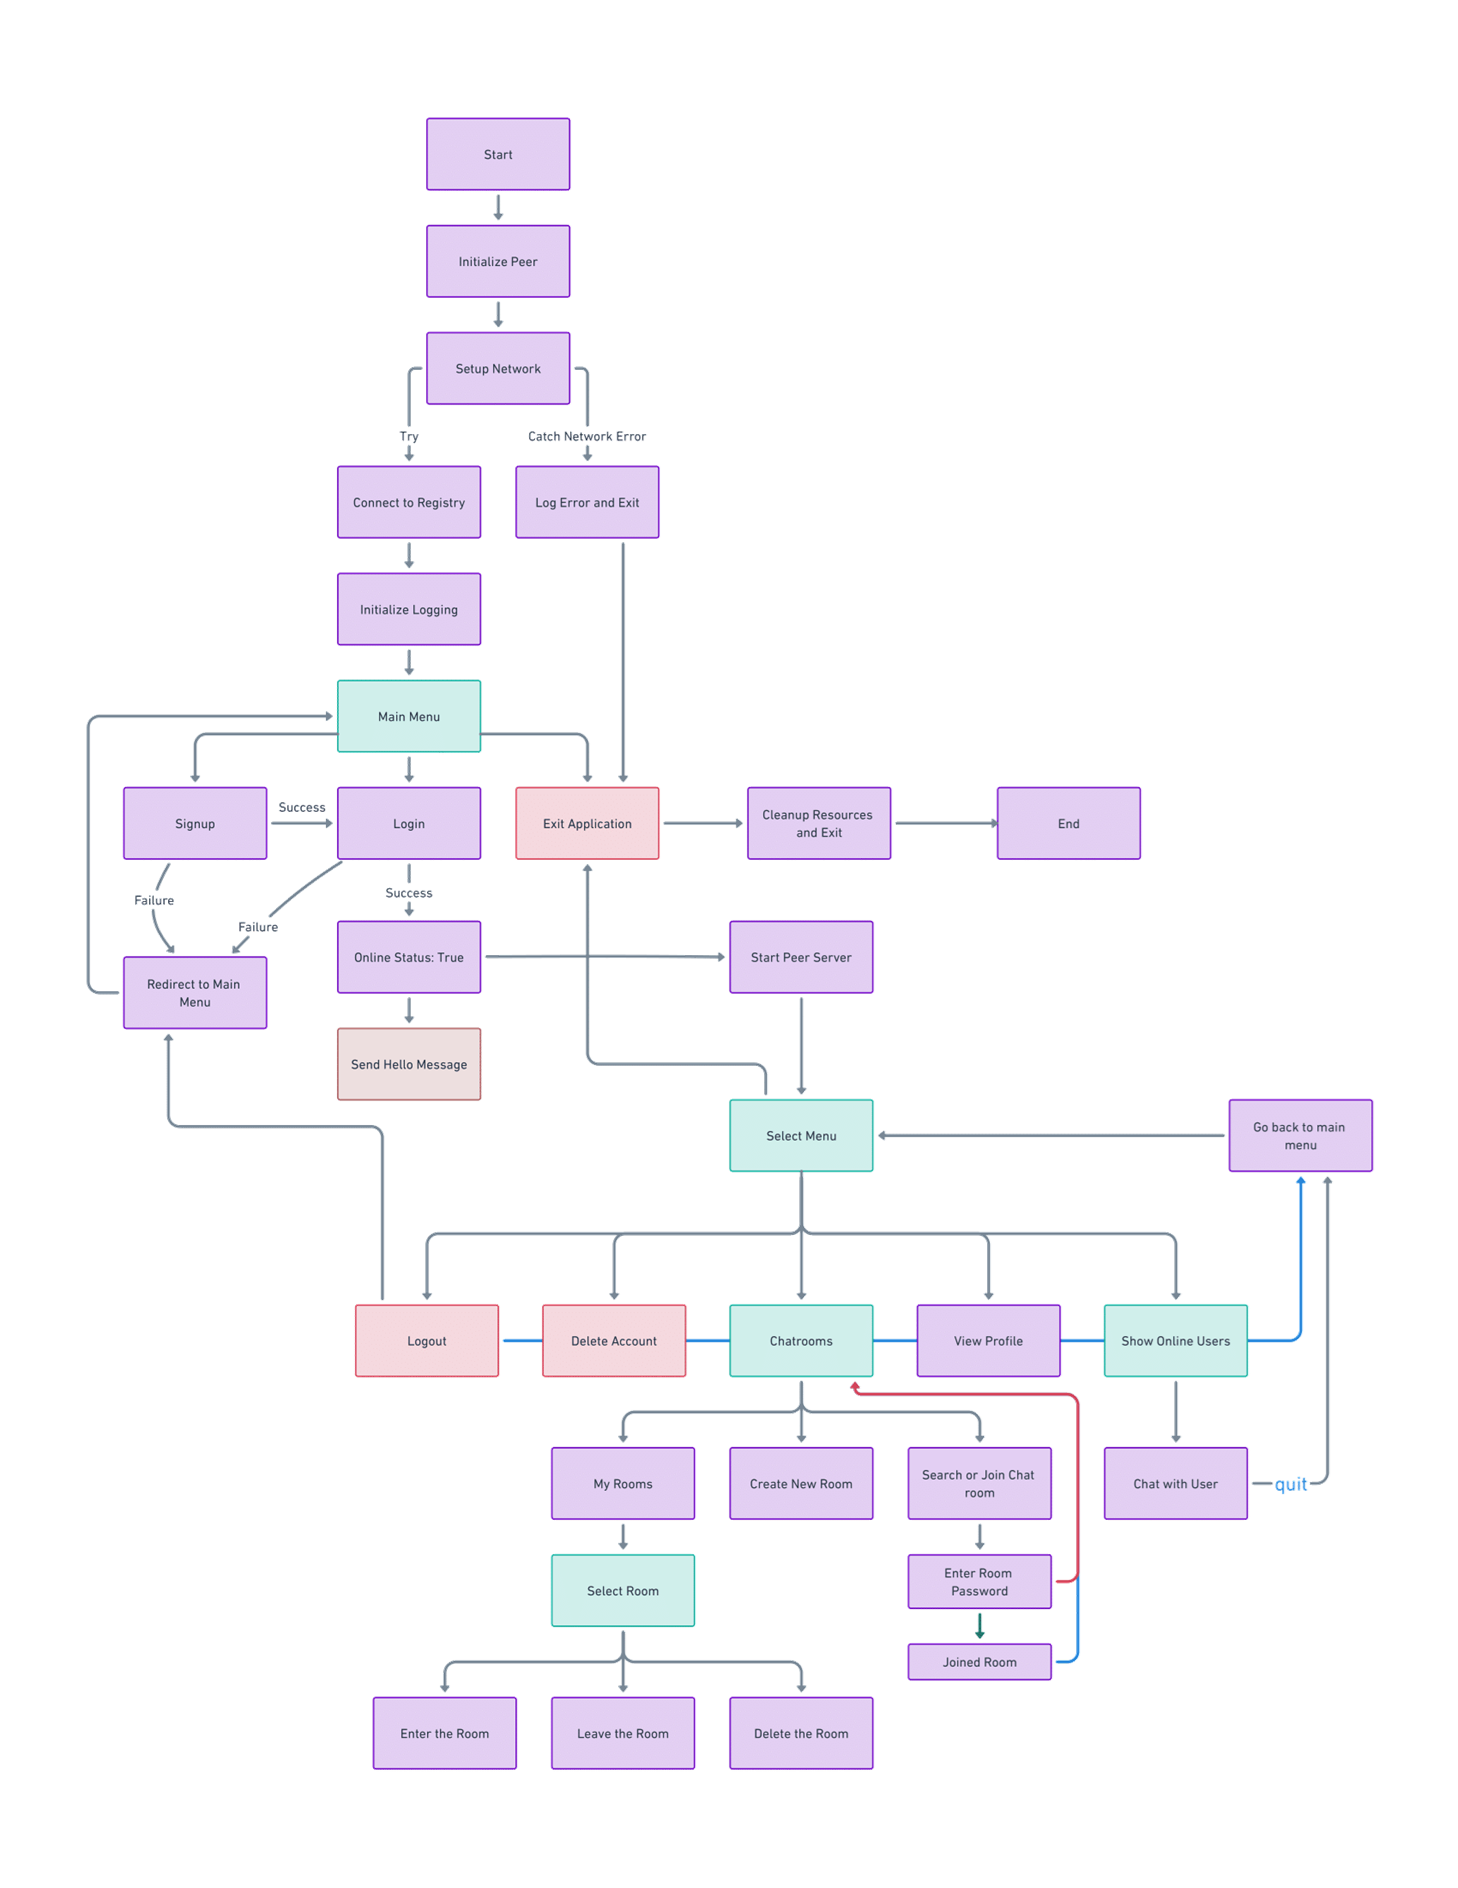 Start
Initialize Peer
Setup Network
Try
Catch Network Error
Connect to Registry
Log Error and Exit
Initialize Logging
Main Menu
Signup
Success
Login
Exit Application
Cleanup Resources
and Exit
End
Failure
Failure
Success
Redirect to Main
Menu
Online Status: True
Start Peer Server
Send Hello Message
Select Menu
Go back to main
menu
Logout
Delete Account
Chatrooms
View Profile
Show Online Users
My Rooms
Create New Room
Search or Join Chat
room
Chat with User
quit
Select Room
Enter Room
Password
Joined Room
Enter the Room
Leave the Room
Delete the Room